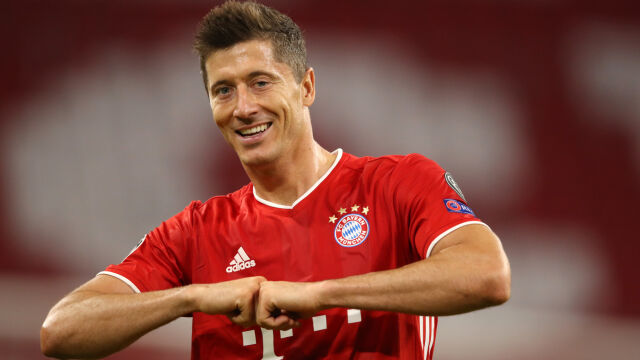 adidas
FC BAYERN
MÜNCHEN
T